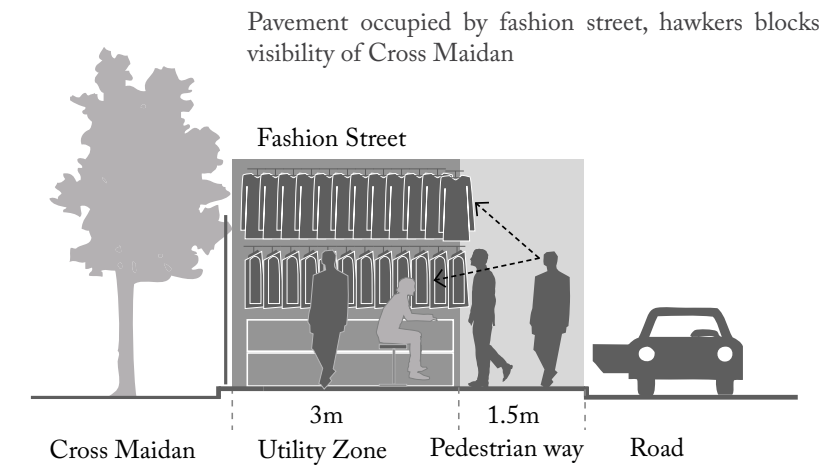 Pavement occupied by fashion street, hawkers blocks
visibility of Cross Maidan
Fashion Street
3m
1.5m
Cross Maidan
Utility Zone
Pedestrian way
Road